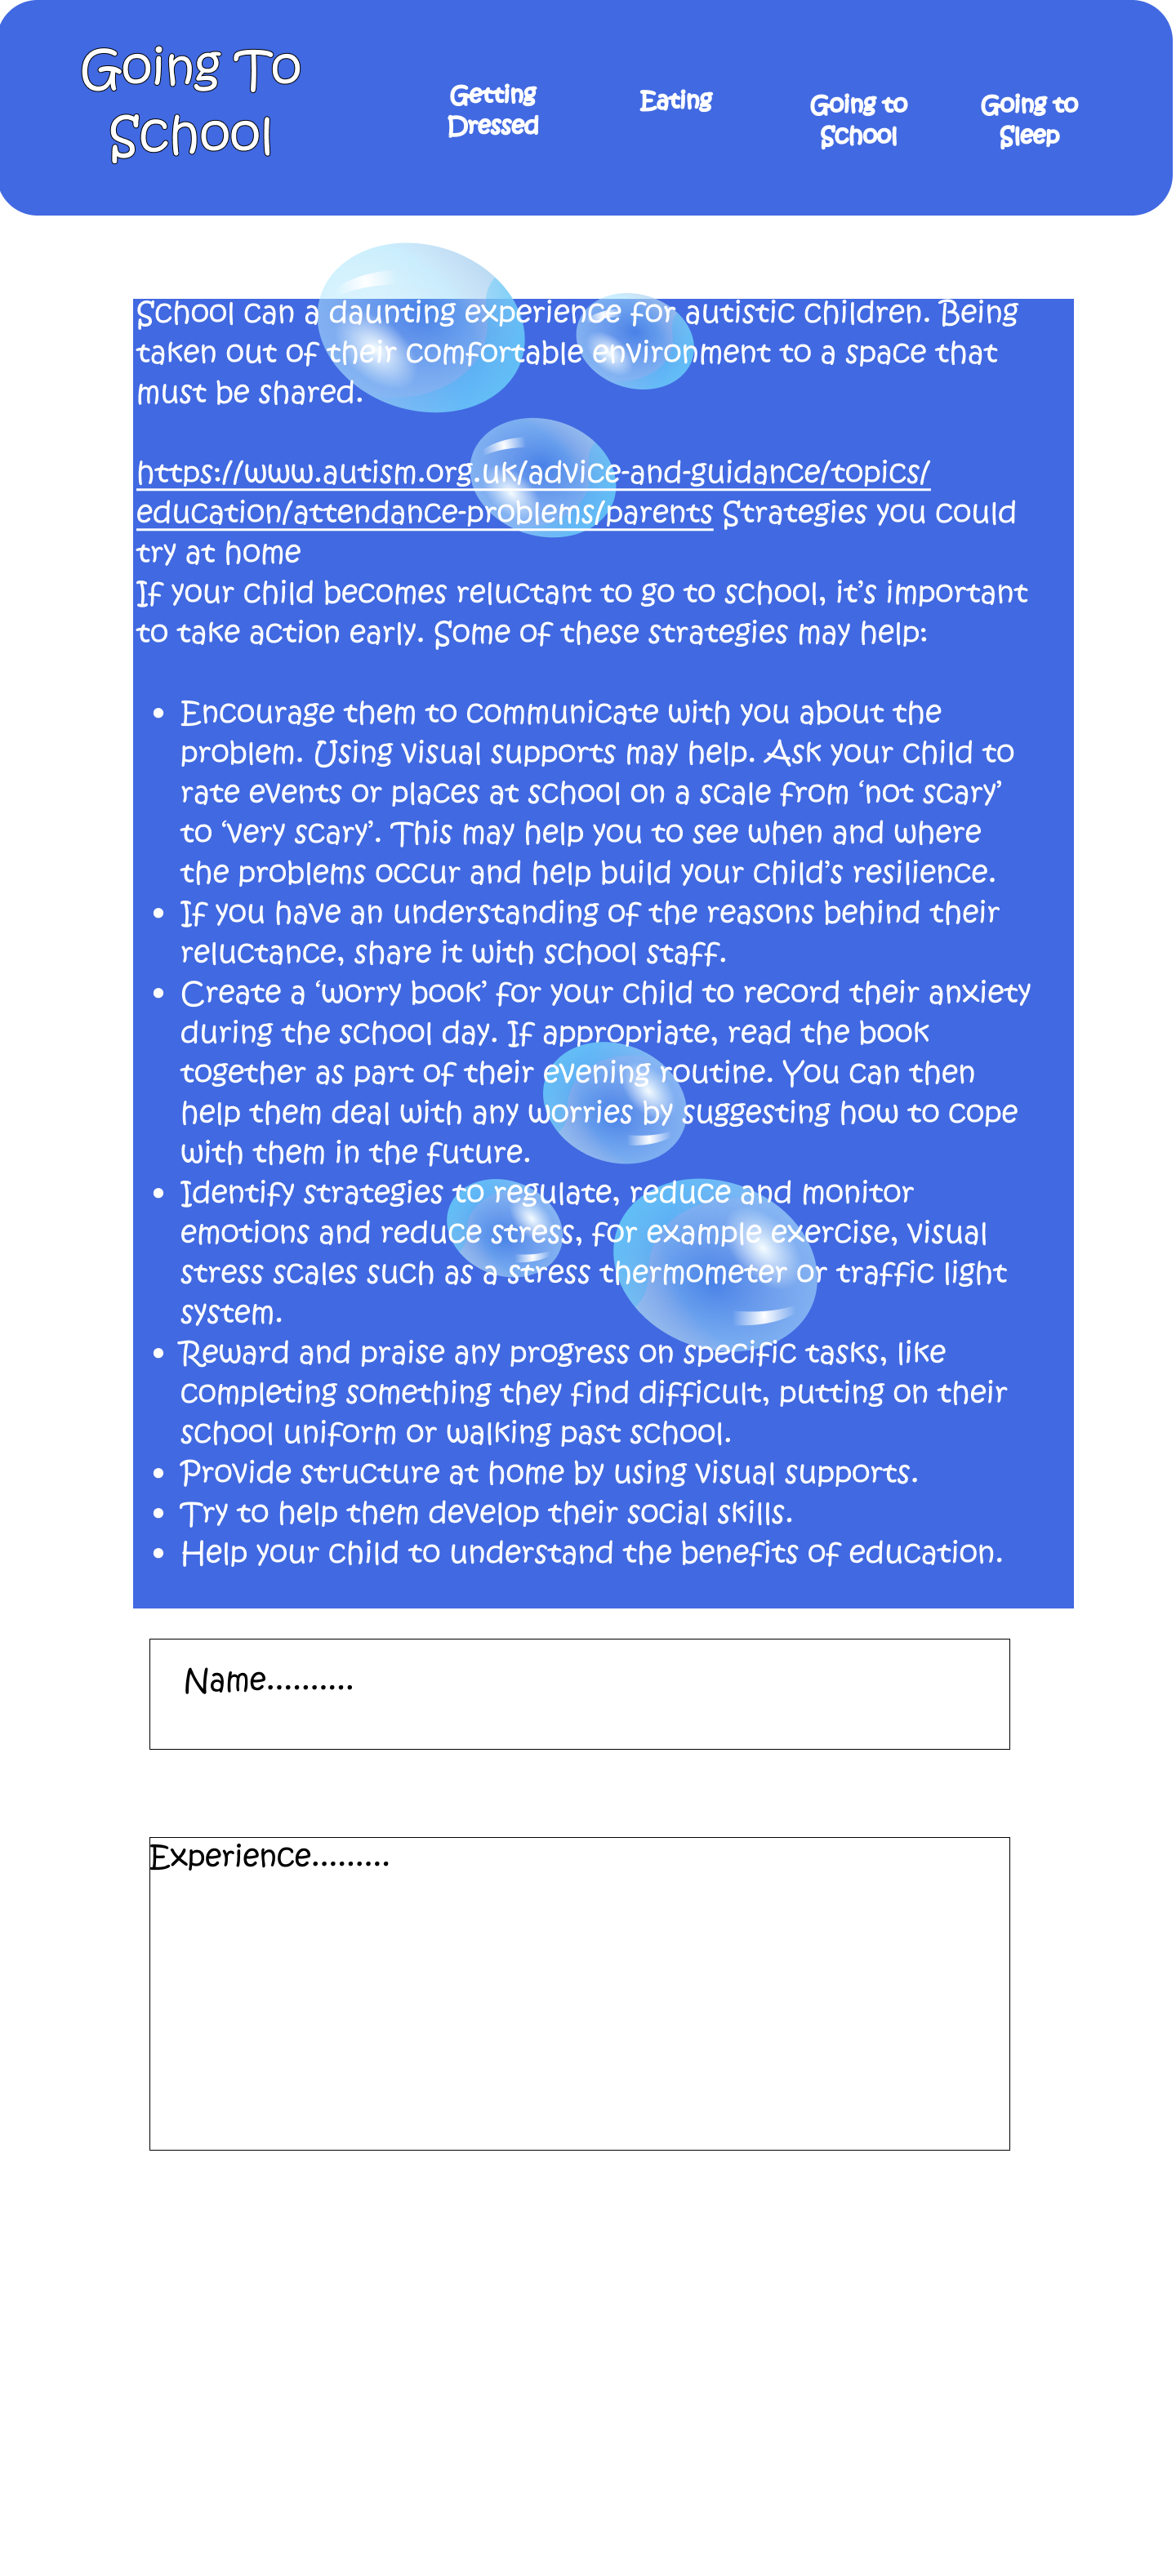 Going To
School
Getting
Dressed
Eating
Going to
School
Going to
Sleep
School can a daunting experience for autistic children. Being
taken out of their comfortable environment to a space that
must be shared.
https://www.autism.org.uk/advice-and-guidance/topics/
education/attendance-problems/parents Strategies you could
try at home
If your child becomes reluctant to go to school, it’s important
to take action early. Some of these strategies may help:
• Encourage them to communicate with you about the
problem. Using visual supports may help. Ask your child to
rate events or places at school on a scale from ‘not scary’
to ‘very scary’. This may help you to see when and where
the problems occur and help build your child’s resilience.
• If you have an understanding of the reasons behind their
reluctance, share it with school staff.
• Create a ‘worry book’ for your child to record their anxiety
during the school day. If appropriate, read the book
together as part of their evening routine. You can then
help them deal with any worries by suggesting how to cope
with them in the future.
• Identify strategies to regulate, reduce and monitor
emotions and reduce stress, for example exercise, visual
stress scales such as a stress thermometer or traffic light
system.
• Reward and praise any progress on specific tasks, like
completing something they find difficult, putting on their
school uniform or walking past school.
• Provide structure at home by using visual supports.
• Try to help them develop their social skills.
• Help your child to understand the benefits of education.
Name..........
Experience.........